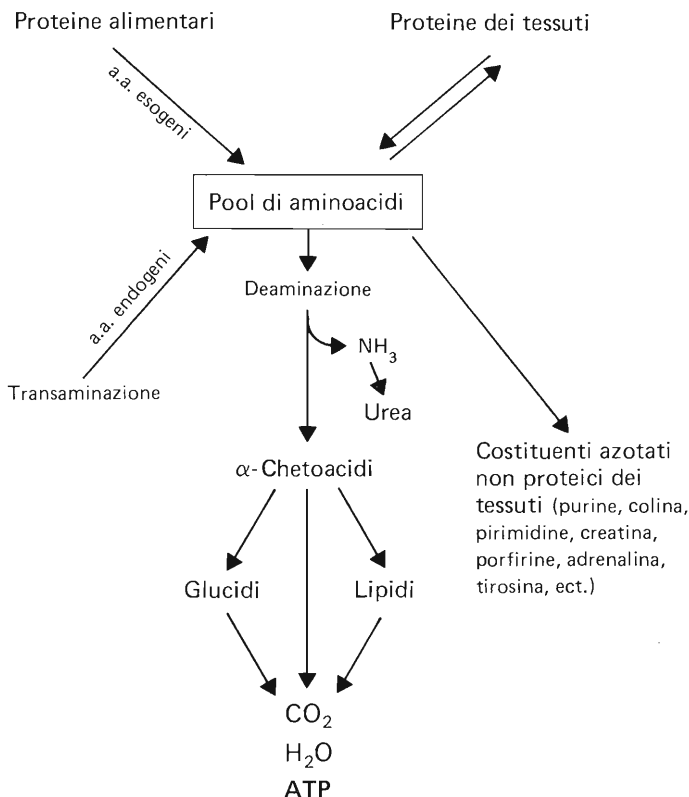 Proteine alimentari
Proteine dei tessuti
a.a. esogeni
Pool di aminoacidi
a.a. endogeni
Deaminazione
NH₃
Transaminazione
Urea
Costituenti azotati
non proteici dei
tessuti (purine, colina,
pirimidine, creatina,
porfirine, adrenalina,
tirosina, ect.)
α-Chetoacidi
Glucidi
Lipidi
CO₂
H₂O
ATP